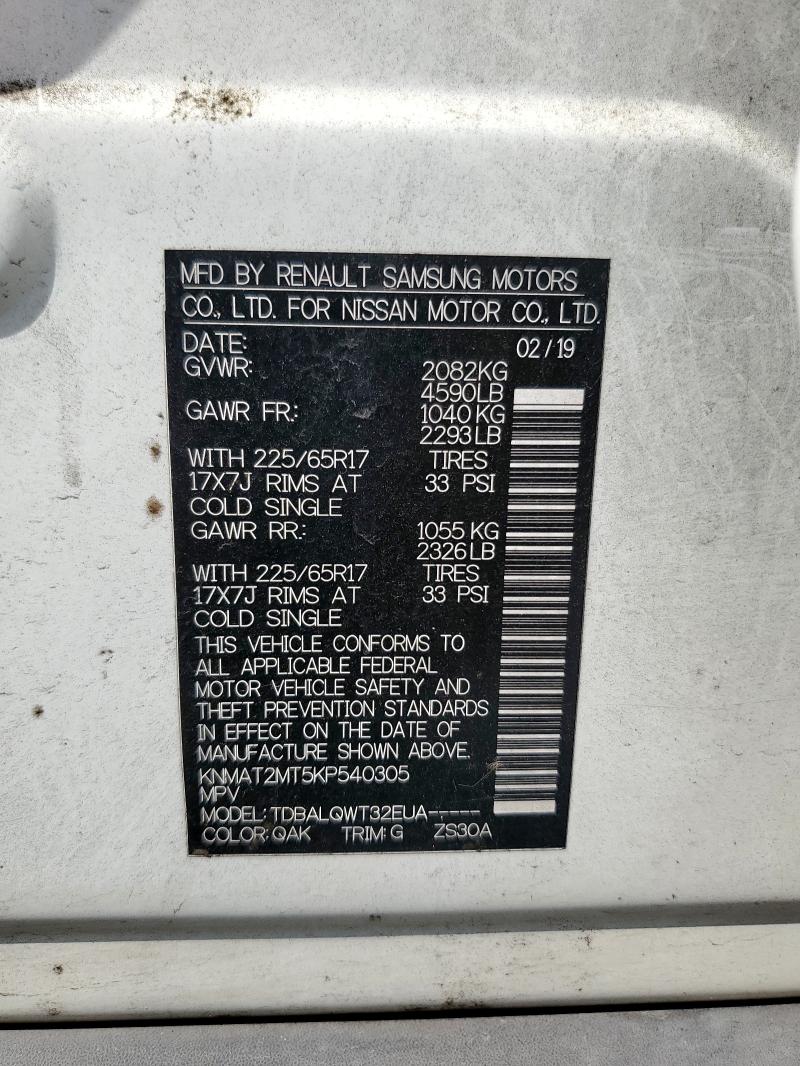 MFD BY RENAULT SAMSUNG MOTORS
CO., LTD. FOR NISSAN MOTOR CO., LTD.
DATE: 02/19
GVWR: 2082KG
4590LB
GAWR FR.: 1040 KG
2293 LB
WITH 225/65R17 TIRES
17X7J RIMS AT 33 PSI
COLD SINGLE
GAWR RR.: 1055 KG
2326 LB
WITH 225/65R17 TIRES
17X7J RIMS AT 33 PSI
COLD SINGLE
THIS VEHICLE CONFORMS TO
ALL APPLICABLE FEDERAL
MOTOR VEHICLE SAFETY AND
THEFT PREVENTION STANDARDS
IN EFFECT ON THE DATE OF
MANUFACTURE SHOWN ABOVE.
KNMAT2MT5KP540305
MPV
MODEL: TDBALQWT32EUA-----
COLOR: QAK TRIM: G ZS30A